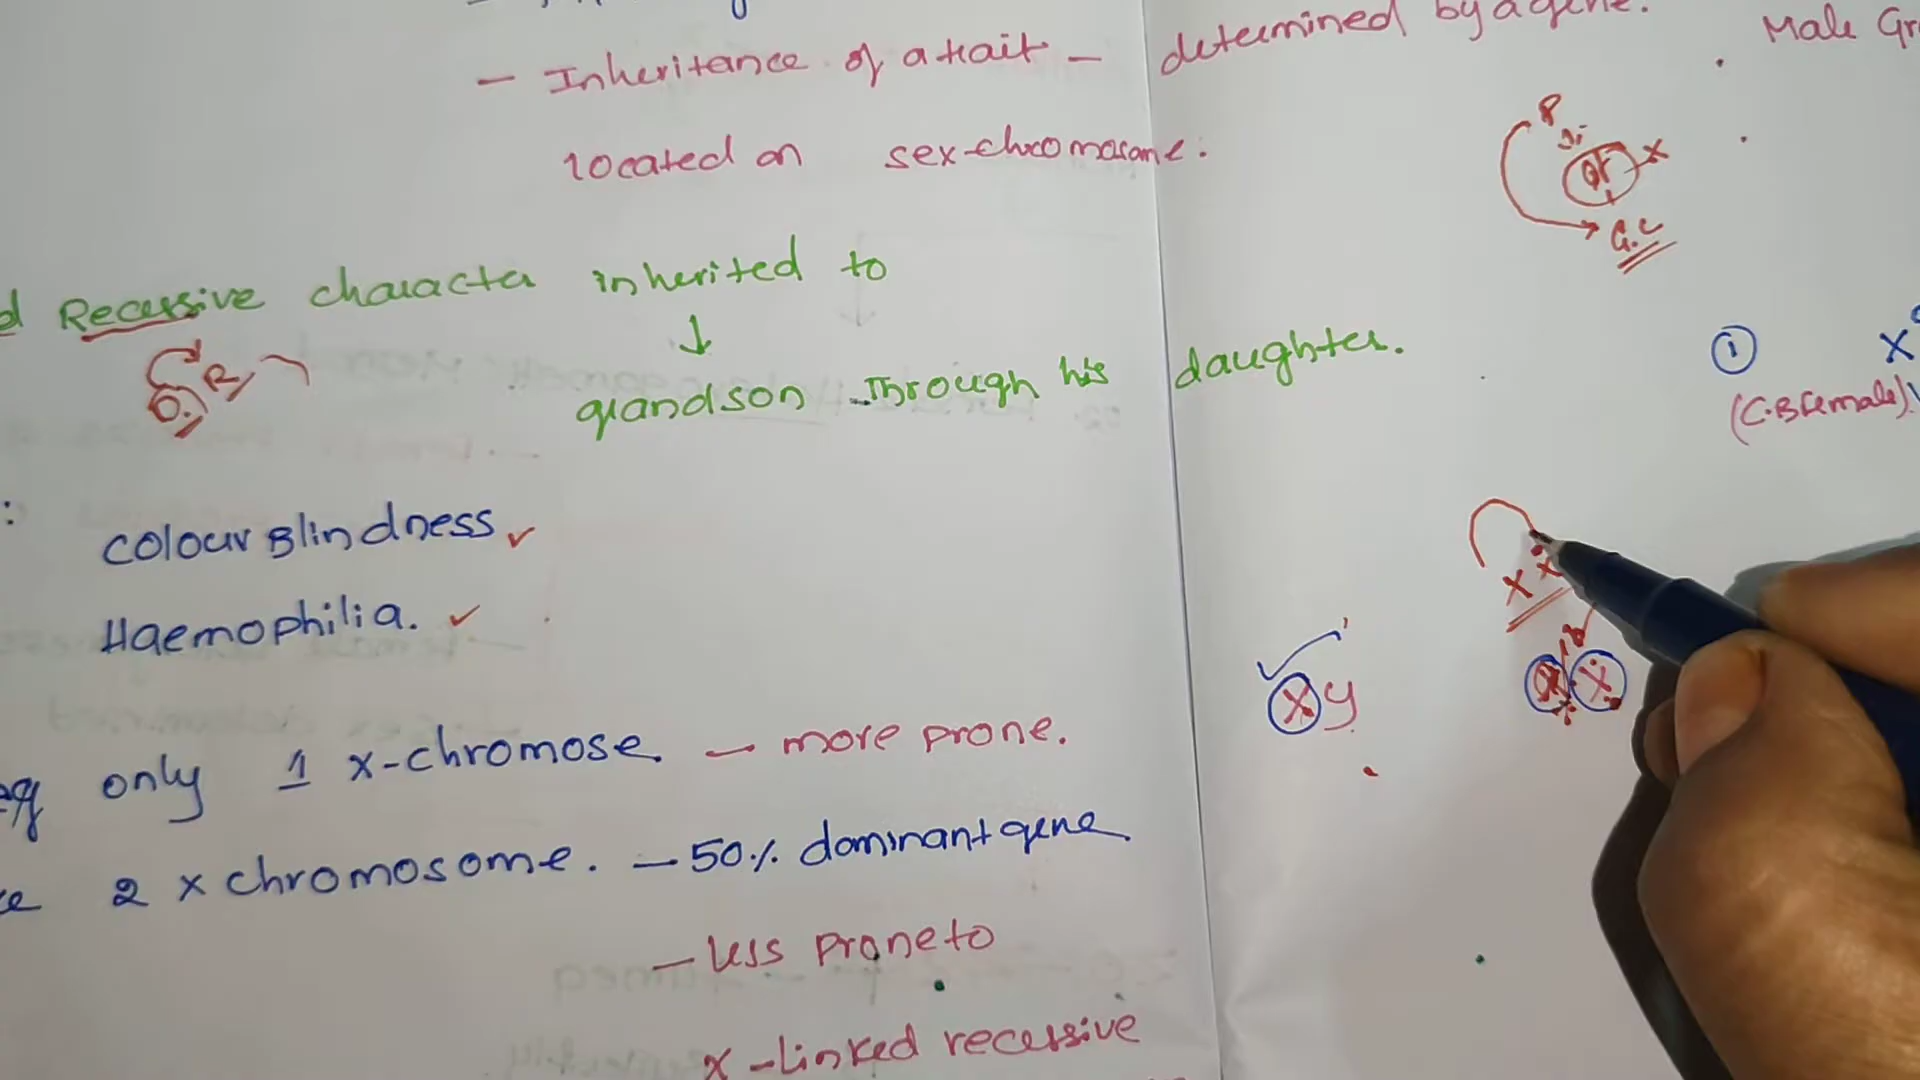 - Inheritance of a trait - determined by a gene.
located on sex-chromosome:
Recessive character inherited to
↓
grandson through his daughter.
D. R
: colour Blindness ✓
Haemophilia. ✓
only 1 x-chromose. - more prone.
2 x chromosome. - 50% dominant gene
- less prone to
x-linked recessive
Male Gr
P
X
G.C
① X
(C.B female)
X X
X y
X X